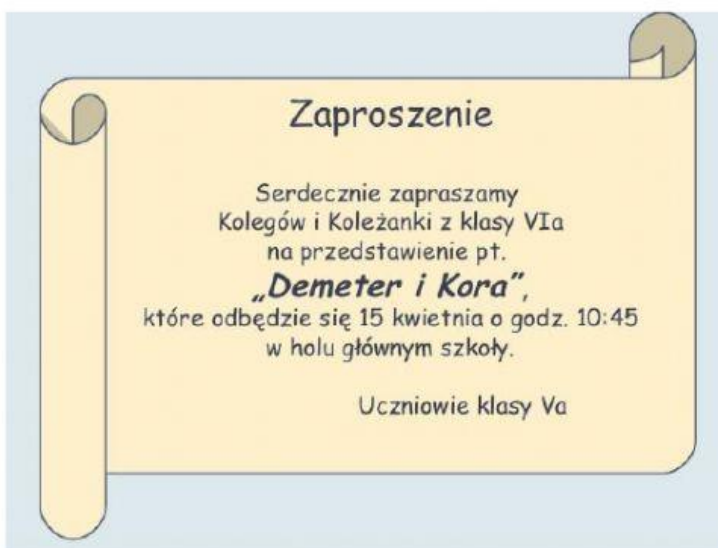 Zaproszenie
Serdecznie zapraszamy
Kolegów i Koleżanki z klasy VIa
na przedstawienie pt.
„Demeter i Kora”,
które odbędzie się 15 kwietnia o godz. 10:45
w holu głównym szkoły.
Uczniowie klasy Va